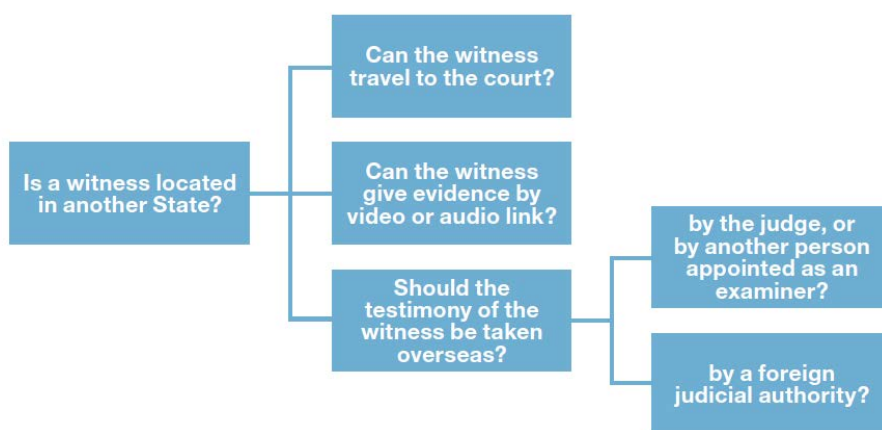 Is a witness located
in another State?
Can the witness
travel to the court?
Can the witness
give evidence by
video or audio link?
Should the
testimony of the
witness be taken
overseas?
by the judge, or
by another person
appointed as an
examiner?
by a foreign
judicial authority?